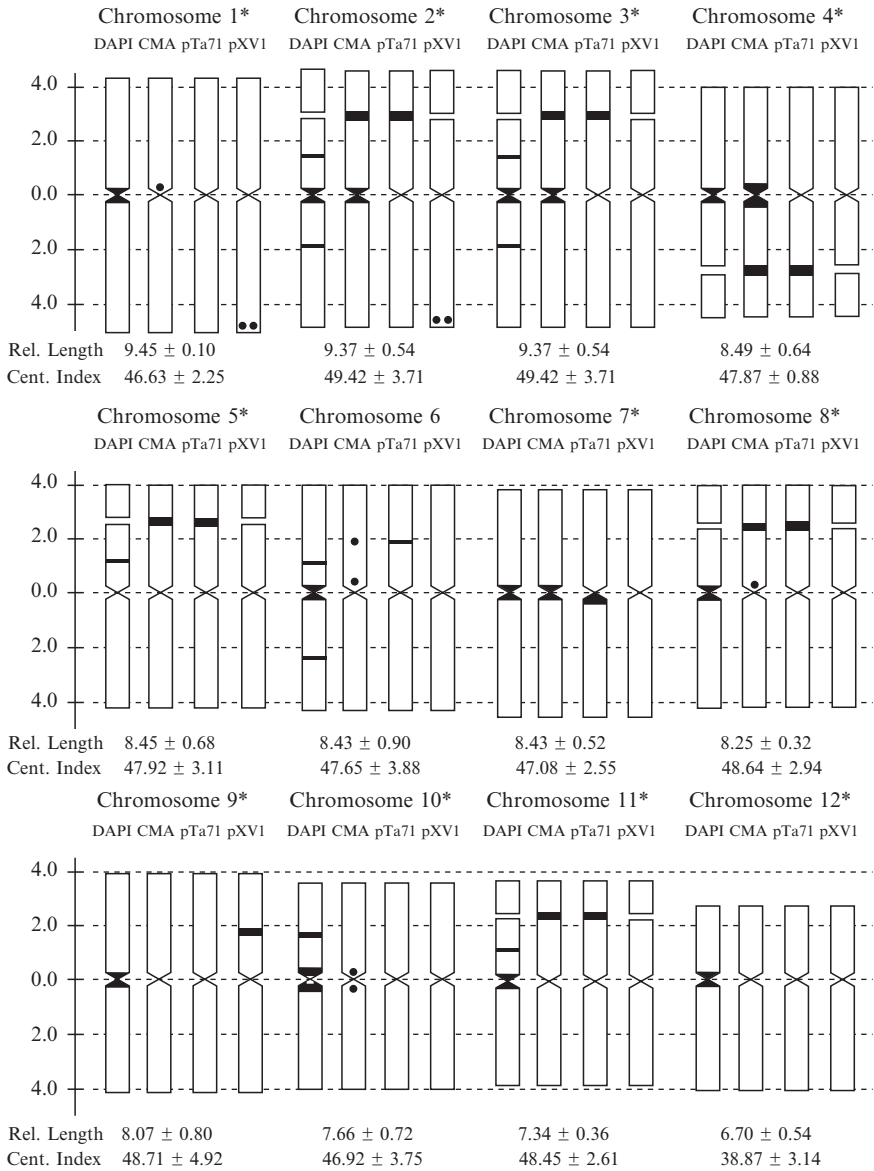 Chromosome 1* Chromosome 2* Chromosome 3* Chromosome 4*
DAPI CMA pTa71 pXV1 DAPI CMA pTa71 pXV1 DAPI CMA pTa71 pXV1 DAPI CMA pTa71 pXV1
4.0
2.0
0.0
2.0
4.0
Rel. Length 9.45 ± 0.10 9.37 ± 0.54 9.37 ± 0.54 8.49 ± 0.64
Cent. Index 46.63 ± 2.25 49.42 ± 3.71 49.42 ± 3.71 47.87 ± 0.88
Chromosome 5* Chromosome 6 Chromosome 7* Chromosome 8*
DAPI CMA pTa71 pXV1 DAPI CMA pTa71 pXV1 DAPI CMA pTa71 pXV1 DAPI CMA pTa71 pXV1
4.0
2.0
0.0
2.0
4.0
Rel. Length 8.45 ± 0.68 8.43 ± 0.90 8.43 ± 0.52 8.25 ± 0.32
Cent. Index 47.92 ± 3.11 47.65 ± 3.88 47.08 ± 2.55 48.64 ± 2.94
Chromosome 9* Chromosome 10* Chromosome 11* Chromosome 12*
DAPI CMA pTa71 pXV1 DAPI CMA pTa71 pXV1 DAPI CMA pTa71 pXV1 DAPI CMA pTa71 pXV1
4.0
2.0
0.0
2.0
4.0
Rel. Length 8.07 ± 0.80 7.66 ± 0.72 7.34 ± 0.36 6.70 ± 0.54
Cent. Index 48.71 ± 4.92 46.92 ± 3.75 48.45 ± 2.61 38.87 ± 3.14